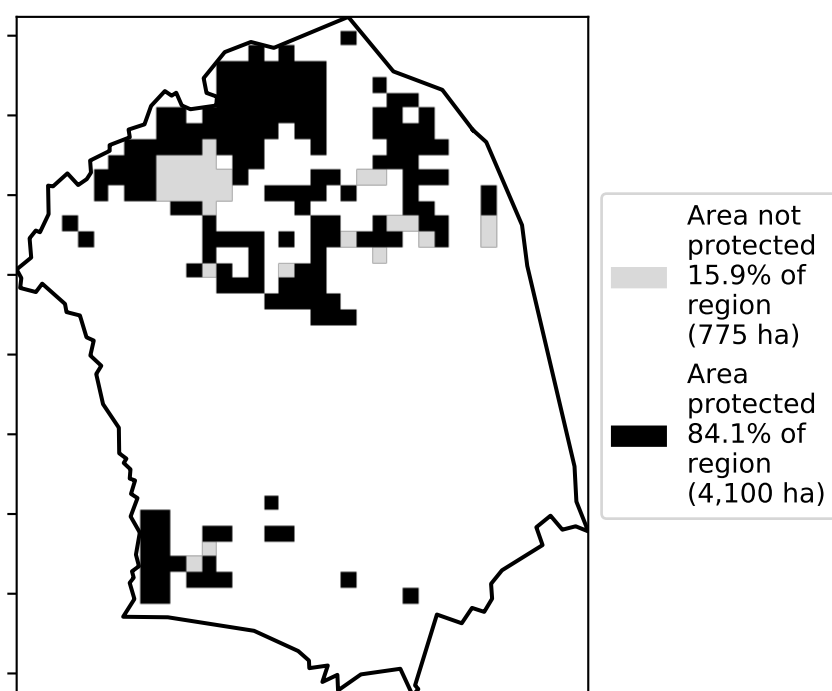 Area not
protected
15.9% of
region
(775 ha)
Area
protected
84.1% of
region
(4,100 ha)